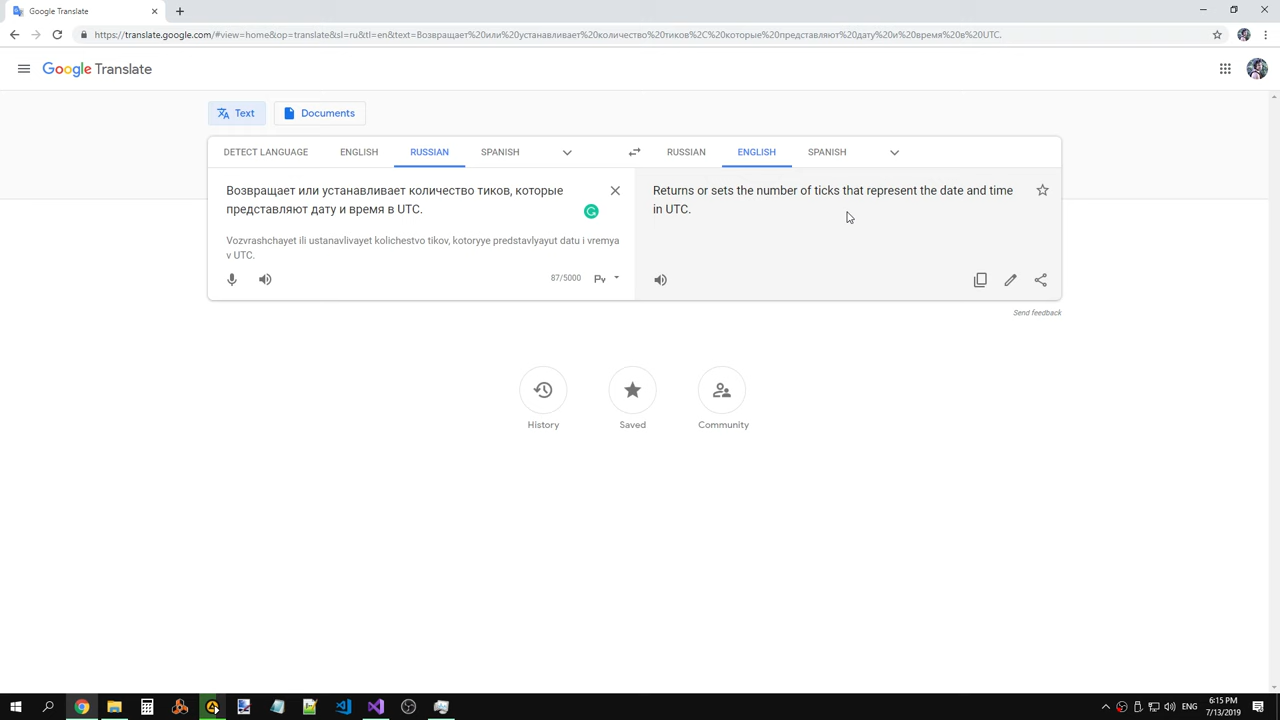 Google Translate
https://translate.google.com/#view=home&op=translate&sl=ru&tl=en&text=Возвращает%20или%20устанавливает%20количество%20тиков%2C%20которые%20представляют%20дату%20и%20время%20в%20UTC.
Google Translate
Text
Documents
DETECT LANGUAGE ENGLISH RUSSIAN SPANISH
RUSSIAN ENGLISH SPANISH
Возвращает или устанавливает количество тиков, которые
представляют дату и время в UTC.
Vozvrashchayet ili ustanavlivayet kolichestvo tikov, kotoryye predstavlyayut datu i vremya
v UTC.
87/5000
Ру
Returns or sets the number of ticks that represent the date and time
in UTC.
Send feedback
History
Saved
Community
ENG
6:15 PM
7/13/2019